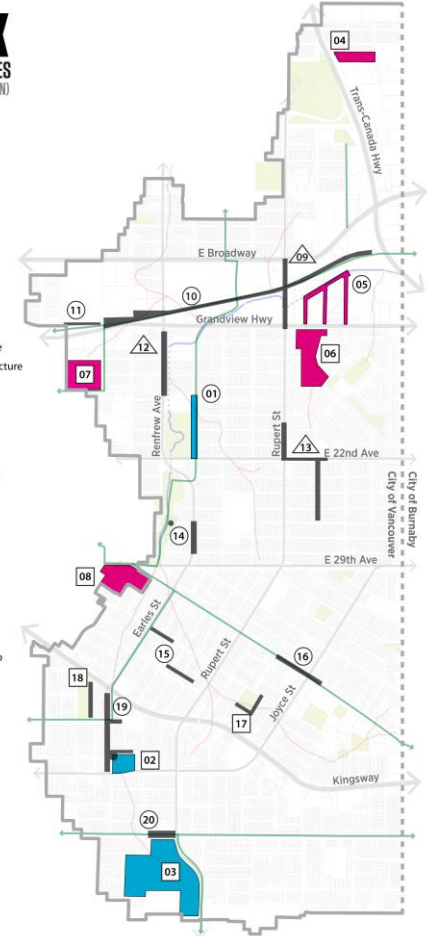 ES
N)
04
Trans-Canada Hwy
E Broadway
09
10
05
11
Grandview Hwy
12
06
cture
07
01
Renfrew Ave
Rupert St
13
E 22nd Ave
City of Burnaby
City of Vancouver
14
E 29th Ave
08
Earles St
15
Rupert St
16
18
19
17
Joyce St
02
Kingsway
20
03